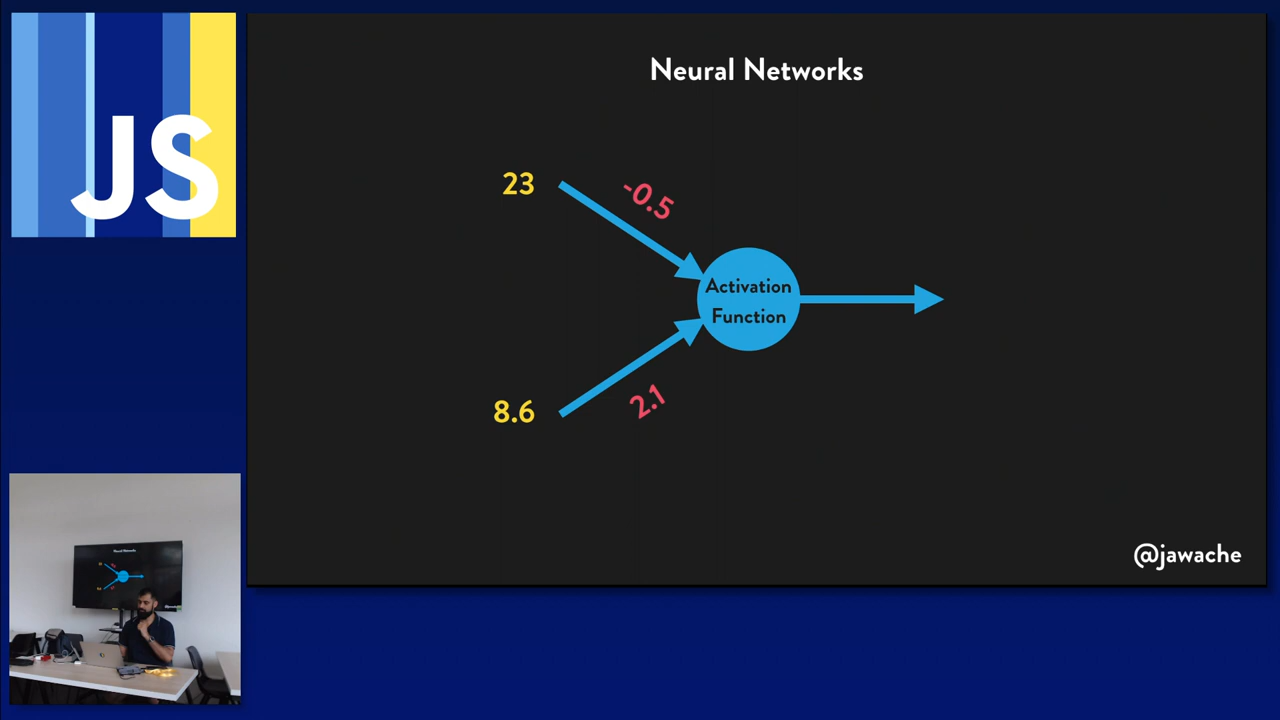 JS
Neural Networks
23
-0.5
Activation
Function
8.6
2.1
@jawache